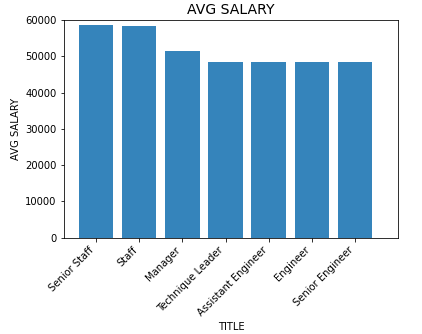 AVG SALARY
60000
50000
40000
30000
20000
10000
0
AVG SALARY
Senior Staff
Staff
Manager
Technique Leader
Assistant Engineer
Engineer
Senior Engineer
TITLE